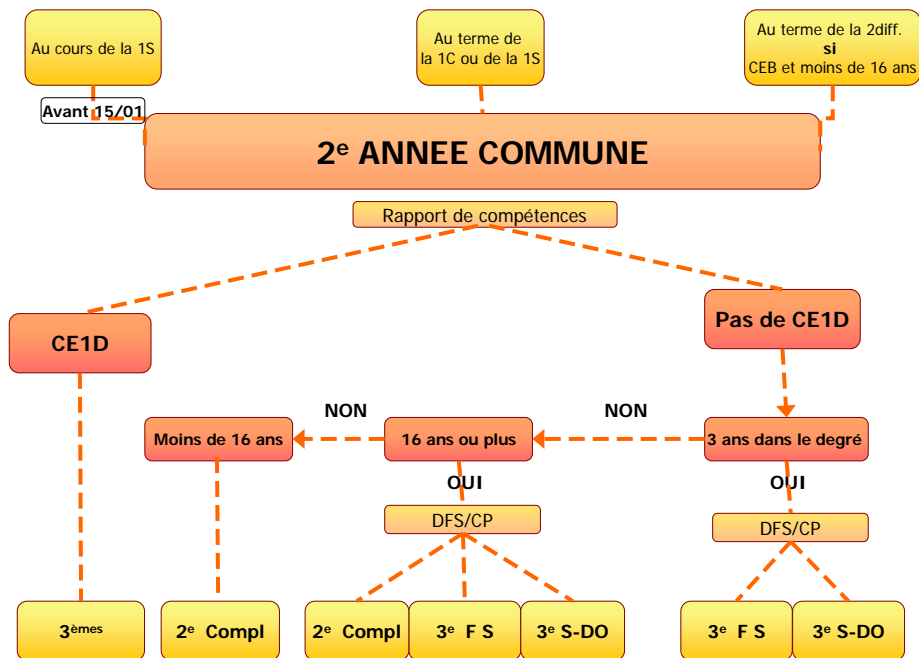 Au cours de la 1S
Au terme de
la 1C ou de la 1S
Au terme de la 2diff.
si
CEB et moins de 16 ans
Avant 15/01
2e ANNEE COMMUNE
Rapport de compétences
CE1D
Pas de CE1D
NON
NON
Moins de 16 ans
16 ans ou plus
3 ans dans le degré
OUI
OUI
DFS/CP
DFS/CP
3èmes
2e Compl
2e Compl
3e F S
3e S-DO
3e F S
3e S-DO